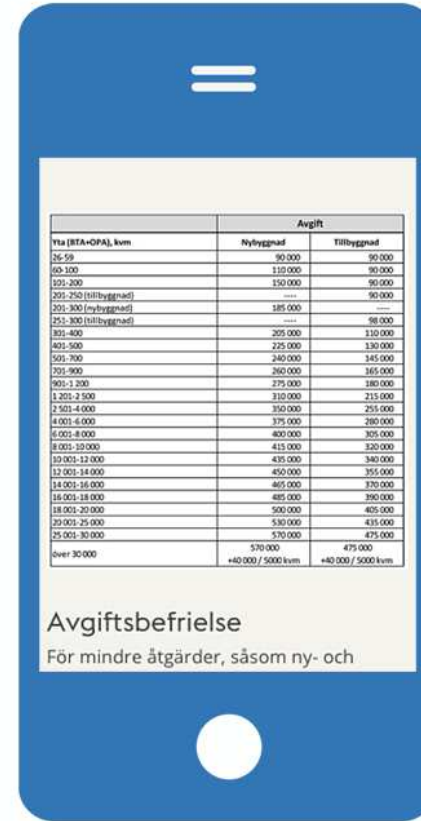 Avgift
Yta (BTA+OPA), kvm Nybyggnad Tillbyggnad
26-59 90 000 90 000
60-100 110 000 90 000
101-200 150 000 90 000
201-250 (tillbyggnad) ---- 90 000
201-300 (nybyggnad) 185 000 ----
251-300 (tillbyggnad) ---- 98 000
301-400 205 000 110 000
401-500 225 000 130 000
501-700 240 000 145 000
701-900 260 000 165 000
901-1 200 275 000 180 000
1 201-2 500 310 000 215 000
2 501-4 000 350 000 255 000
4 001-6 000 375 000 280 000
6 001-8 000 400 000 305 000
8 001-10 000 415 000 320 000
10 001-12 000 435 000 340 000
12 001-14 000 450 000 355 000
14 001-16 000 465 000 370 000
16 001-18 000 485 000 390 000
18 001-20 000 500 000 405 000
20 001-25 000 530 000 435 000
25 001-30 000 570 000 475 000
över 30 000 570 000 +40 000 / 5000 kvm 475 000 +40 000 / 5000 kvm
Avgiftsbefrielse
För mindre åtgärder, såsom ny- och